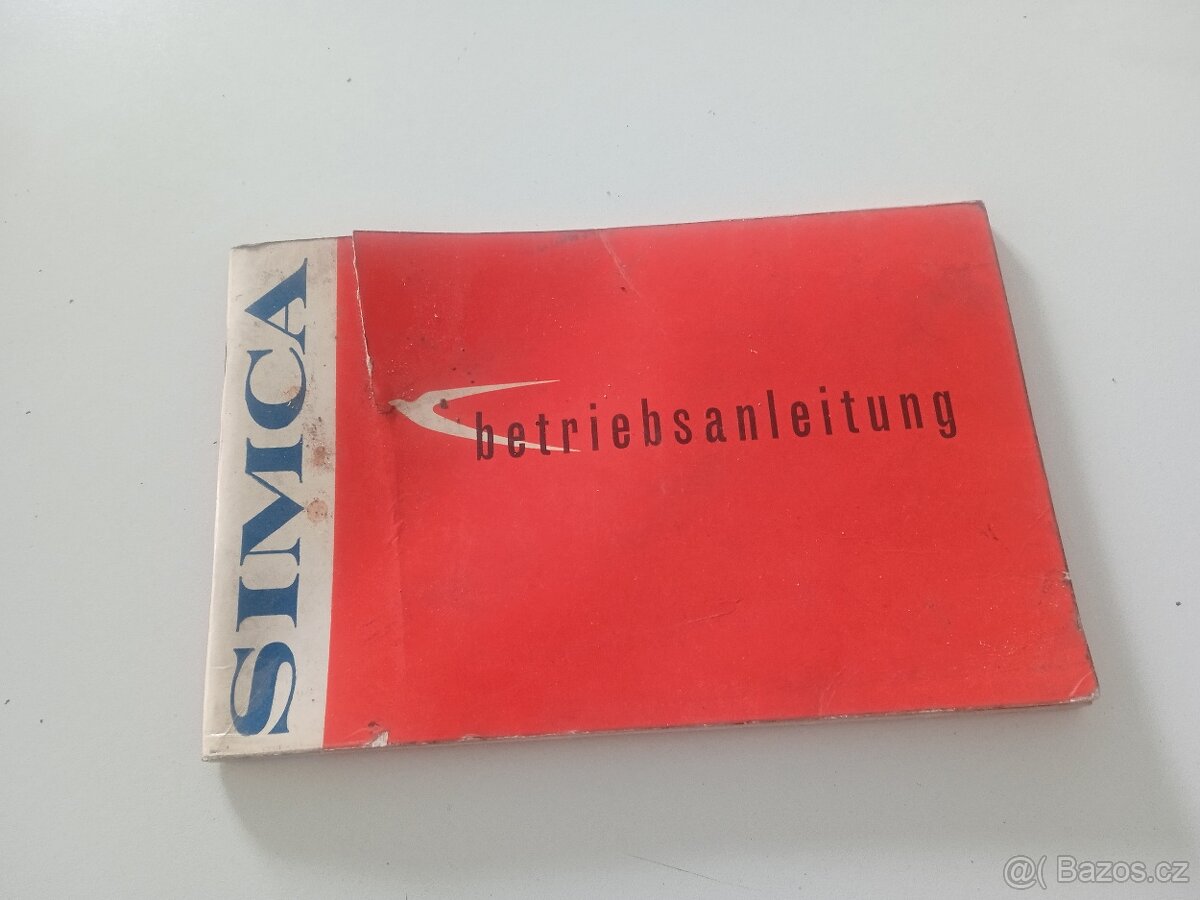 SIMCA
betriebsanleitung
@( Bazos.cz